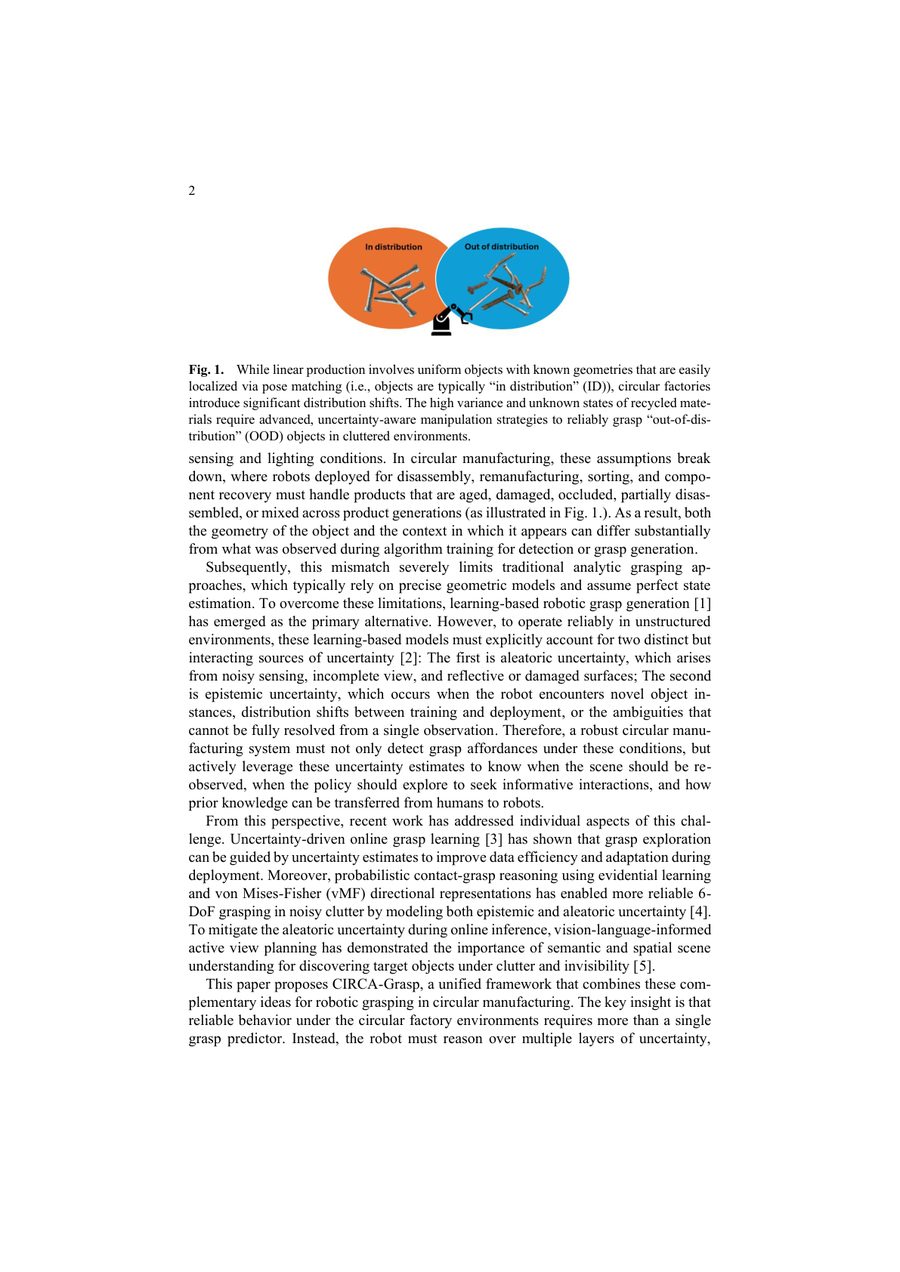 2
In distribution
Out of distribution
Fig. 1. While linear production involves uniform objects with known geometries that are easily
localized via pose matching (i.e., objects are typically “in distribution” (ID)), circular factories
introduce significant distribution shifts. The high variance and unknown states of recycled mate-
rials require advanced, uncertainty-aware manipulation strategies to reliably grasp “out-of-dis-
tribution” (OOD) objects in cluttered environments.
sensing and lighting conditions. In circular manufacturing, these assumptions break
down, where robots deployed for disassembly, remanufacturing, sorting, and compo-
nent recovery must handle products that are aged, damaged, occluded, partially disas-
sembled, or mixed across product generations (as illustrated in Fig. 1.). As a result, both
the geometry of the object and the context in which it appears can differ substantially
from what was observed during algorithm training for detection or grasp generation.
Subsequently, this mismatch severely limits traditional analytic grasping ap-
proaches, which typically rely on precise geometric models and assume perfect state
estimation. To overcome these limitations, learning-based robotic grasp generation [1]
has emerged as the primary alternative. However, to operate reliably in unstructured
environments, these learning-based models must explicitly account for two distinct but
interacting sources of uncertainty [2]: The first is aleatoric uncertainty, which arises
from noisy sensing, incomplete view, and reflective or damaged surfaces; The second
is epistemic uncertainty, which occurs when the robot encounters novel object in-
stances, distribution shifts between training and deployment, or the ambiguities that
cannot be fully resolved from a single observation. Therefore, a robust circular manu-
facturing system must not only detect grasp affordances under these conditions, but
actively leverage these uncertainty estimates to know when the scene should be re-
observed, when the policy should explore to seek informative interactions, and how
prior knowledge can be transferred from humans to robots.
From this perspective, recent work has addressed individual aspects of this chal-
lenge. Uncertainty-driven online grasp learning [3] has shown that grasp exploration
can be guided by uncertainty estimates to improve data efficiency and adaptation during
deployment. Moreover, probabilistic contact-grasp reasoning using evidential learning
and von Mises-Fisher (vMF) directional representations has enabled more reliable 6-
DoF grasping in noisy clutter by modeling both epistemic and aleatoric uncertainty [4].
To mitigate the aleatoric uncertainty during online inference, vision-language-informed
active view planning has demonstrated the importance of semantic and spatial scene
understanding for discovering target objects under clutter and invisibility [5].
This paper proposes CIRCA-Grasp, a unified framework that combines these com-
plementary ideas for robotic grasping in circular manufacturing. The key insight is that
reliable behavior under the circular factory environments requires more than a single
grasp predictor. Instead, the robot must reason over multiple layers of uncertainty,